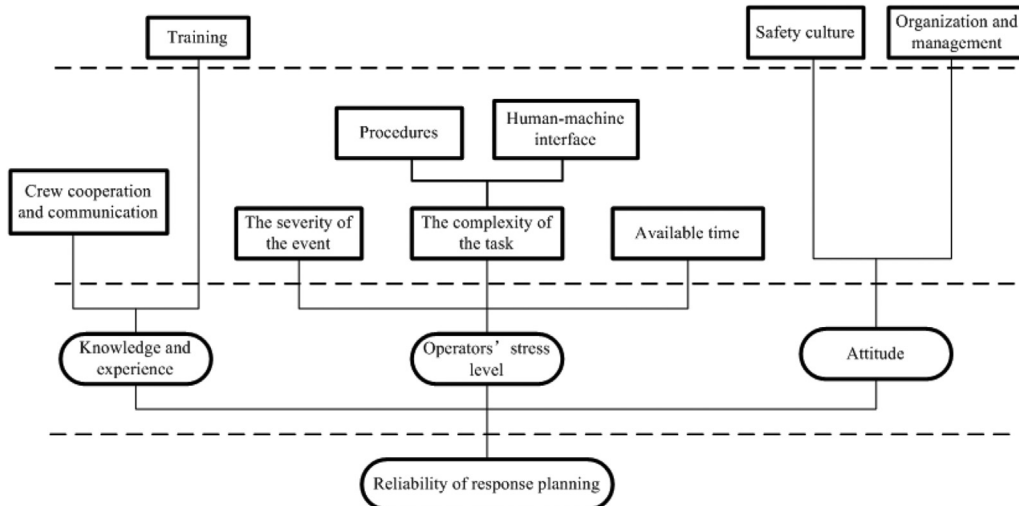 Training
Safety culture
Organization and
management
Procedures
Human-machine
interface
Crew cooperation
and communication
The severity of
the event
The complexity of
the task
Available time
Knowledge and
experience
Operators’ stress
level
Attitude
Reliability of response planning